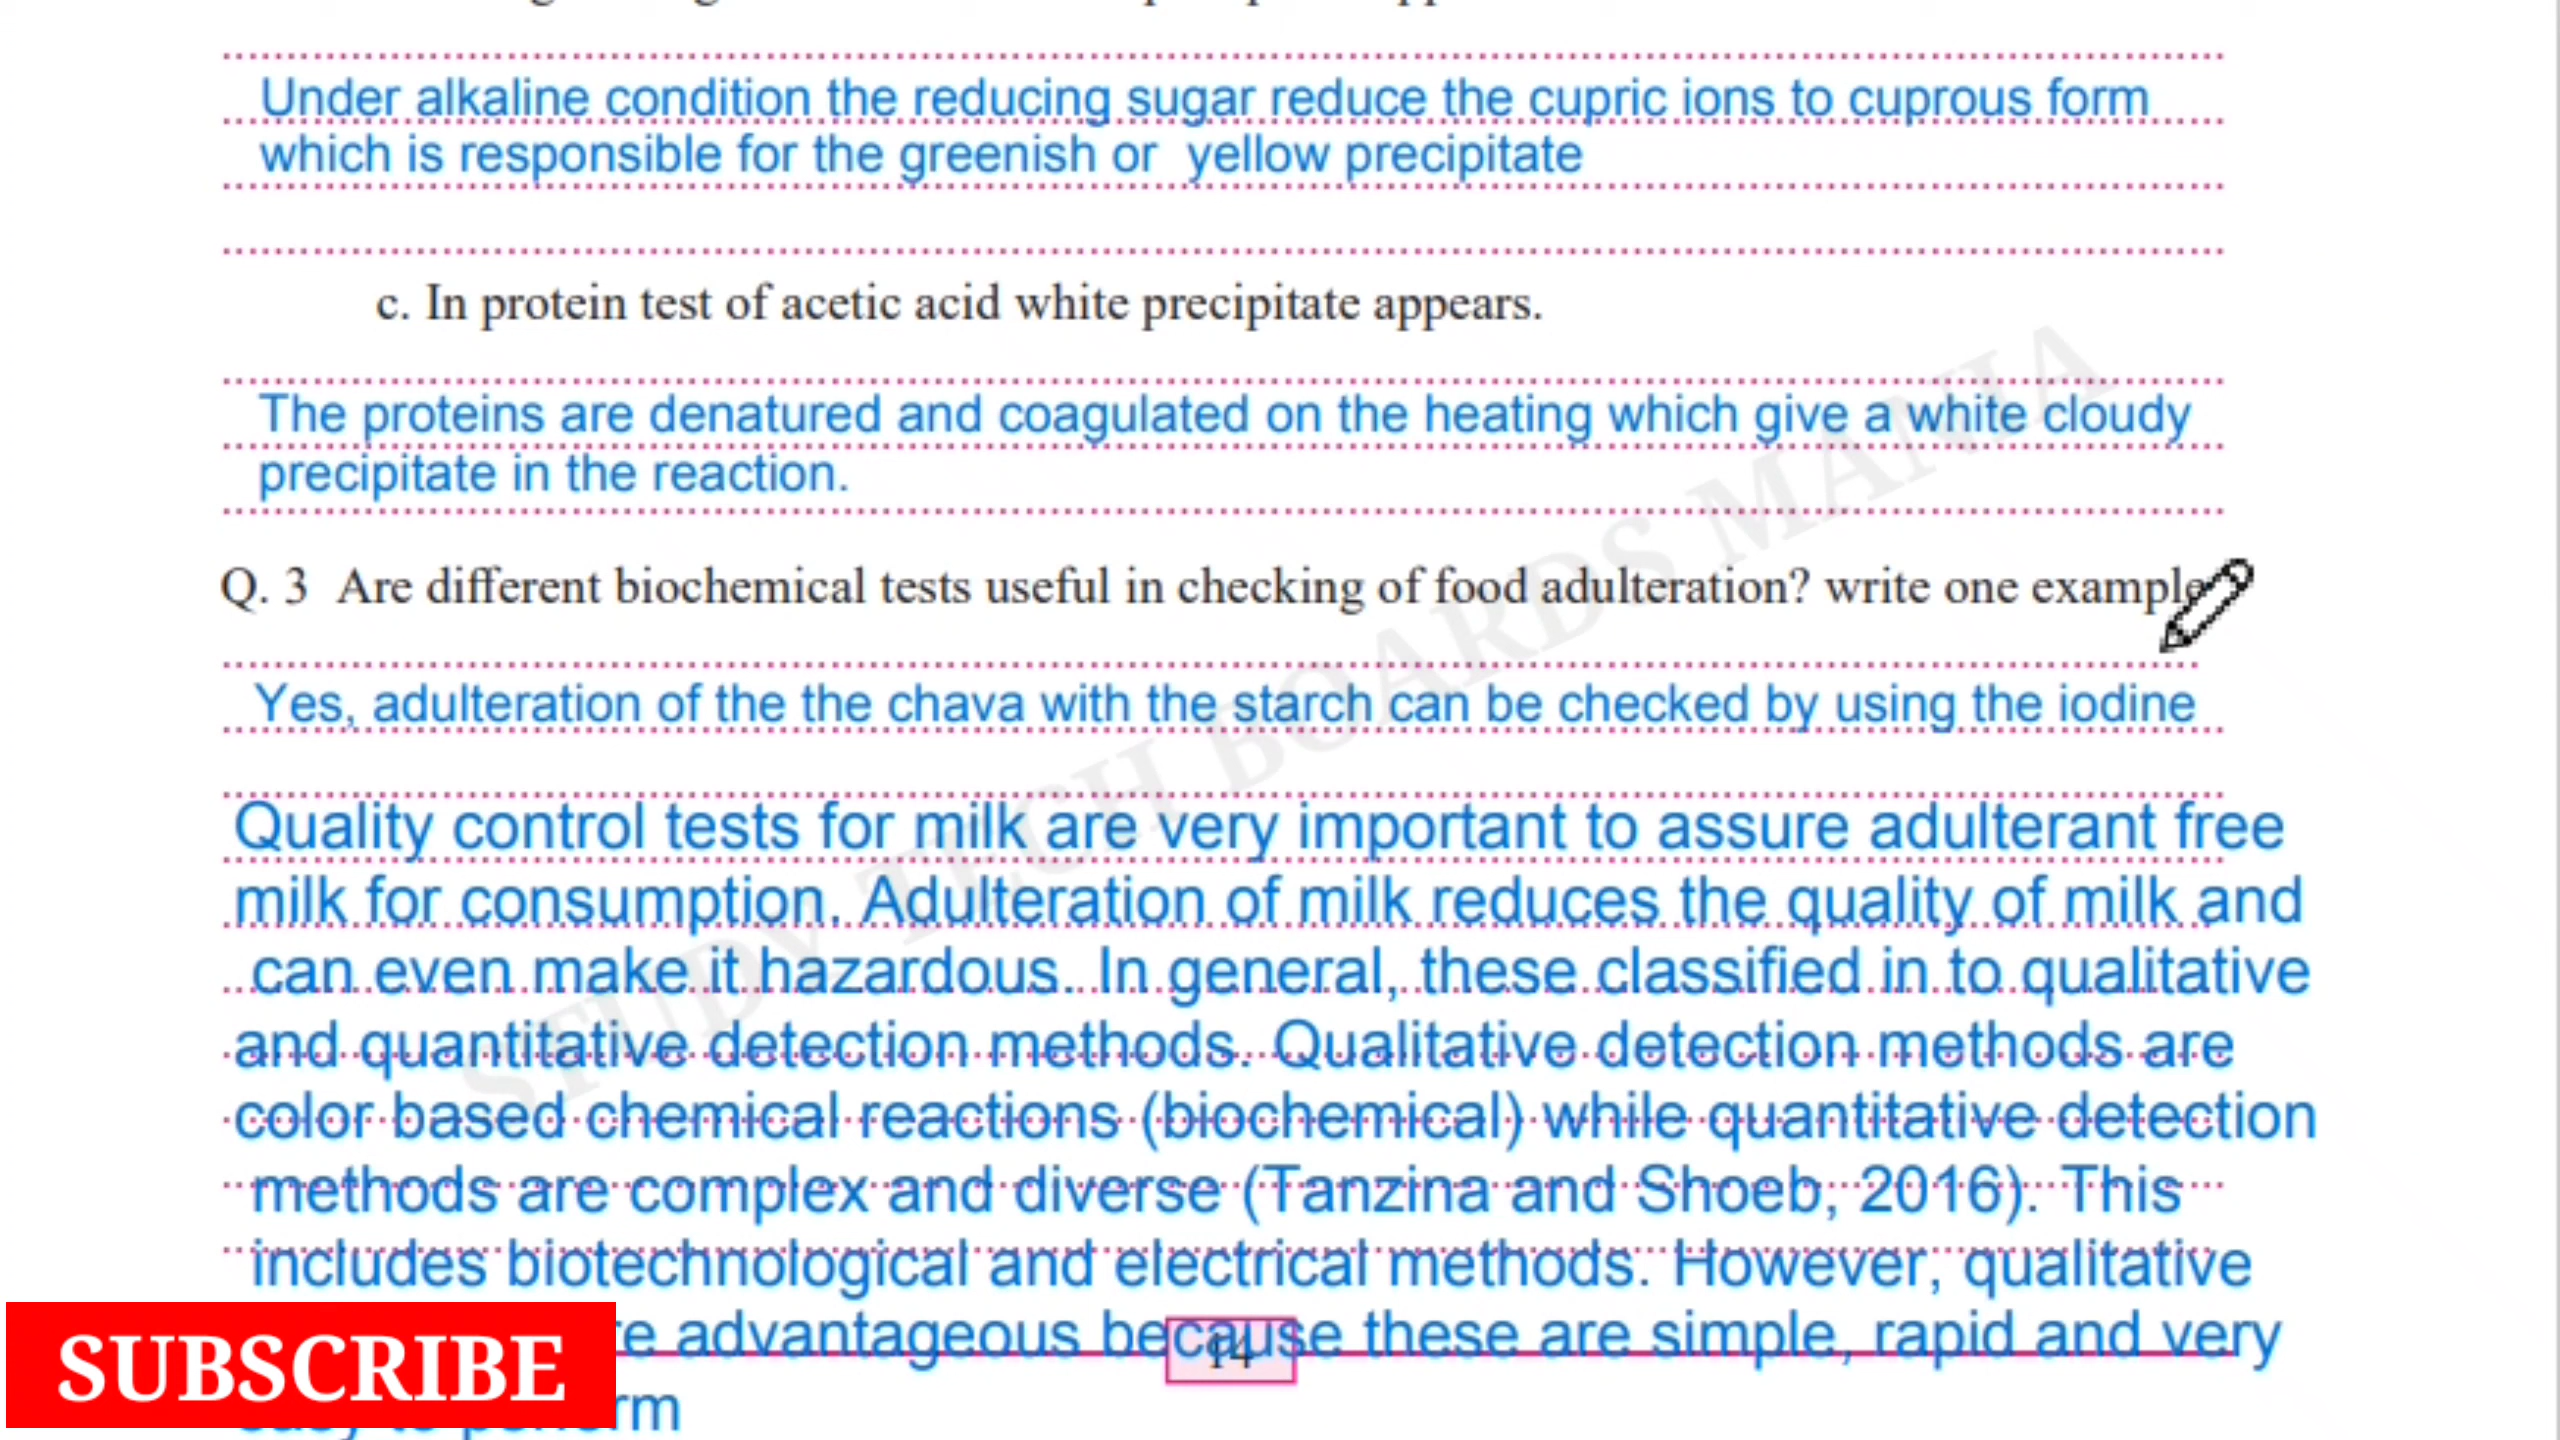 Under alkaline condition the reducing sugar reduce the cupric ions to cuprous form
which is responsible for the greenish or yellow precipitate
c. In protein test of acetic acid white precipitate appears.
The proteins are denatured and coagulated on the heating which give a white cloudy
precipitate in the reaction.
Q. 3 Are different biochemical tests useful in checking of food adulteration? write one example
Yes, adulteration of the the chava with the starch can be checked by using the iodine
Quality control tests for milk are very important to assure adulterant free
milk for consumption. Adulteration of milk reduces the quality of milk and
can even make it hazardous. In general, these classified in to qualitative
and quantitative detection methods. Qualitative detection methods are
color based chemical reactions (biochemical) while quantitative detection
methods are complex and diverse (Tanzina and Shoeb, 2016). This
includes biotechnological and electrical methods. However, qualitative
advantageous because these are simple, rapid and very
14
SUBSCRIBE
STUDY TECH BOARDS MANIA